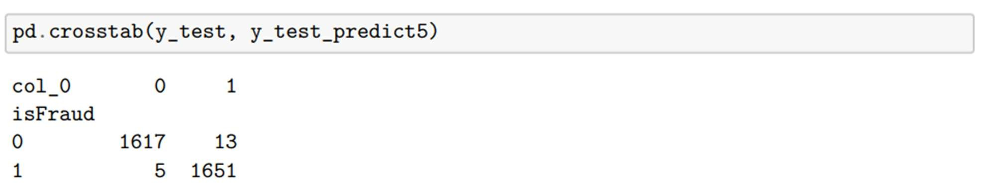 pd.crosstab(y_test, y_test_predict5)
col_0 0 1
isFraud
0 1617 13
1 5 1651